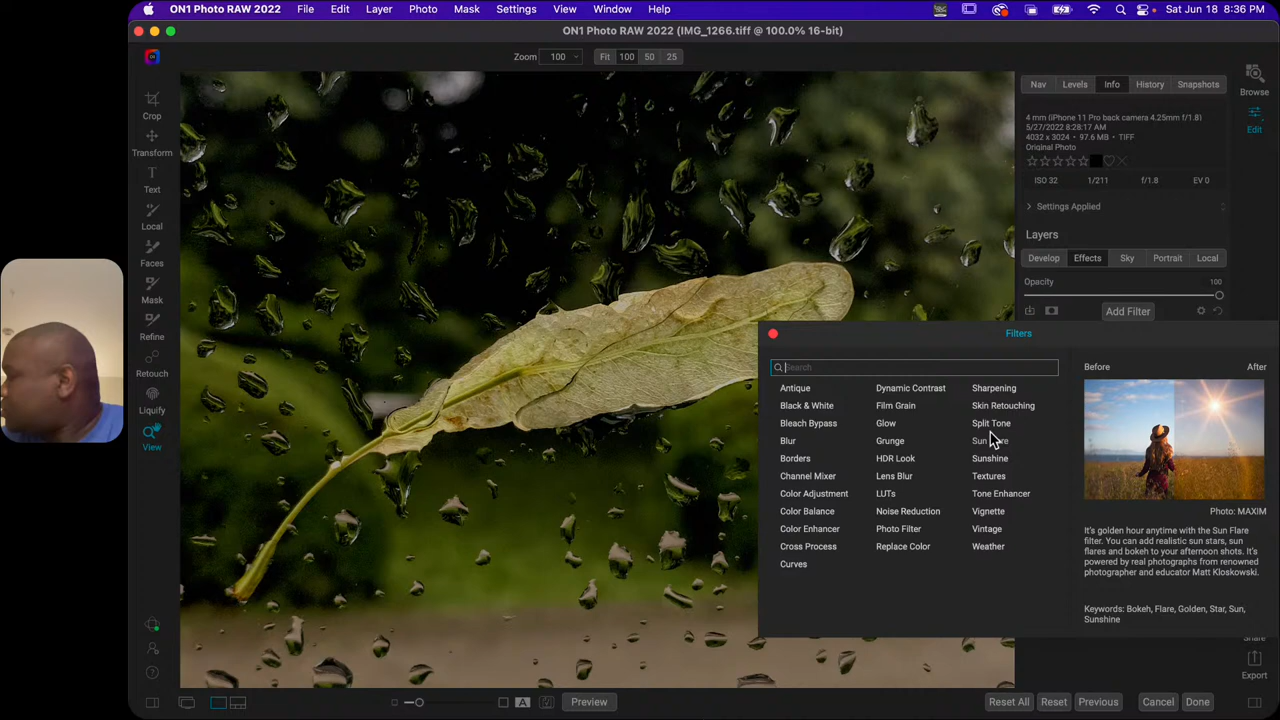 ON1 Photo RAW 2022 File Edit Layer Photo Mask Settings View Window Help Sat Jun 18 8:36 PM
ON1 Photo RAW 2022 (IMG_1266.tiff @ 100.0% 16-bit)
Zoom 100 Fit 100 50 25
Crop
Transform
Text
Local
Faces
Mask
Refine
Retouch
Liquify
View
Nav Levels Info History Snapshots
Browse
Edit
4 mm (iPhone 11 Pro back camera 4.25mm f/1.8)
5/27/2022 8:28:17 AM
4032 x 3024 • 97.6 MB • TIFF
Original Photo
ISO 32 1/211 f/1.8 EV 0
Settings Applied
Layers
Develop Effects Sky Portrait Local
Opacity 100
Add Filter
Filters
Search
Antique Dynamic Contrast Sharpening
Black & White Film Grain Skin Retouching
Bleach Bypass Glow Split Tone
Blur Grunge Sun Flare
Borders HDR Look Sunshine
Channel Mixer Lens Blur Textures
Color Adjustment LUTs Tone Enhancer
Color Balance Noise Reduction Vignette
Color Enhancer Photo Filter Vintage
Cross Process Replace Color Weather
Curves
Before After
Photo: MAXIM
It's golden hour anytime with the Sun Flare
filter. You can add realistic sun stars, sun
flares and bokeh to your afternoon shots. It's
powered by real photographs from renowned
photographer and educator Matt Kloskowski.
Keywords: Bokeh, Flare, Golden, Star, Sun,
Sunshine
Share
Export
A Preview Reset All Reset Previous Cancel Done